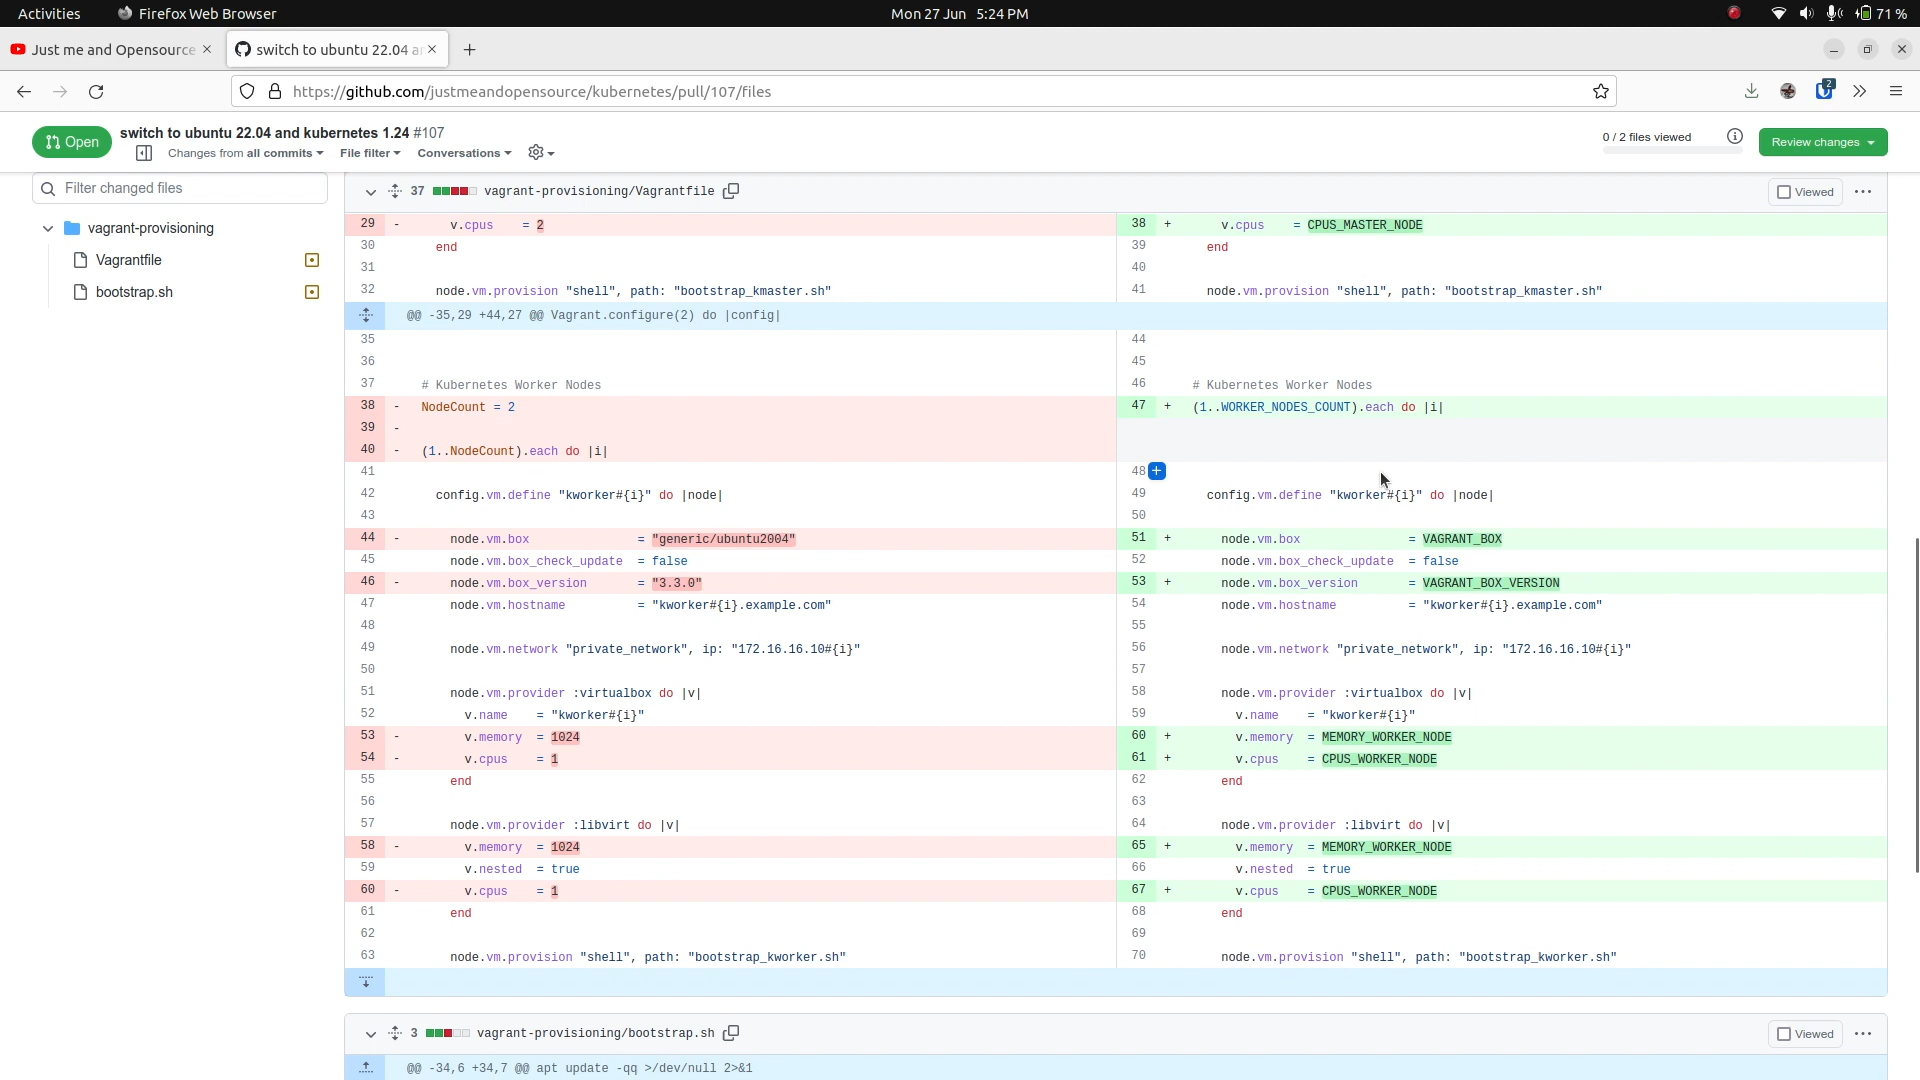 Activities Firefox Web Browser Mon 27 Jun 5:24 PM 71 %
Just me and Opensource switch to ubuntu 22.04 a
https://github.com/justmeandopensource/kubernetes/pull/107/files 2
Open switch to ubuntu 22.04 and kubernetes 1.24 #107
Changes from all commits File filter Conversations
0 / 2 files viewed Review changes
Filter changed files
vagrant-provisioning
Vagrantfile
bootstrap.sh
37 vagrant-provisioning/Vagrantfile Viewed
29 - v.cpus = 2 38 + v.cpus = CPUS_MASTER_NODE
30 end 39 end
31 40
32 node.vm.provision "shell", path: "bootstrap_kmaster.sh" 41 node.vm.provision "shell", path: "bootstrap_kmaster.sh"
@@ -35,29 +44,27 @@ Vagrant.configure(2) do |config|
35 44
36 45
37 # Kubernetes Worker Nodes 46 # Kubernetes Worker Nodes
38 - NodeCount = 2 47 + (1..WORKER_NODES_COUNT).each do |i|
39 -
40 - (1..NodeCount).each do |i|
41 48
42 config.vm.define "kworker#{i}" do |node| 49 config.vm.define "kworker#{i}" do |node|
43 50
44 - node.vm.box = "generic/ubuntu2004" 51 + node.vm.box = VAGRANT_BOX
45 node.vm.box_check_update = false 52 node.vm.box_check_update = false
46 - node.vm.box_version = "3.3.0" 53 + node.vm.box_version = VAGRANT_BOX_VERSION
47 node.vm.hostname = "kworker#{i}.example.com" 54 node.vm.hostname = "kworker#{i}.example.com"
48 55
49 node.vm.network "private_network", ip: "172.16.16.10#{i}" 56 node.vm.network "private_network", ip: "172.16.16.10#{i}"
50 57
51 node.vm.provider :virtualbox do |v| 58 node.vm.provider :virtualbox do |v|
52 v.name = "kworker#{i}" 59 v.name = "kworker#{i}"
53 - v.memory = 1024 60 + v.memory = MEMORY_WORKER_NODE
54 - v.cpus = 1 61 + v.cpus = CPUS_WORKER_NODE
55 end 62 end
56 63
57 node.vm.provider :libvirt do |v| 64 node.vm.provider :libvirt do |v|
58 - v.memory = 1024 65 + v.memory = MEMORY_WORKER_NODE
59 v.nested = true 66 v.nested = true
60 - v.cpus = 1 67 + v.cpus = CPUS_WORKER_NODE
61 end 68 end
62 69
63 node.vm.provision "shell", path: "bootstrap_kworker.sh" 70 node.vm.provision "shell", path: "bootstrap_kworker.sh"
3 vagrant-provisioning/bootstrap.sh Viewed
@@ -34,6 +34,7 @@ apt update -qq >/dev/null 2>&1